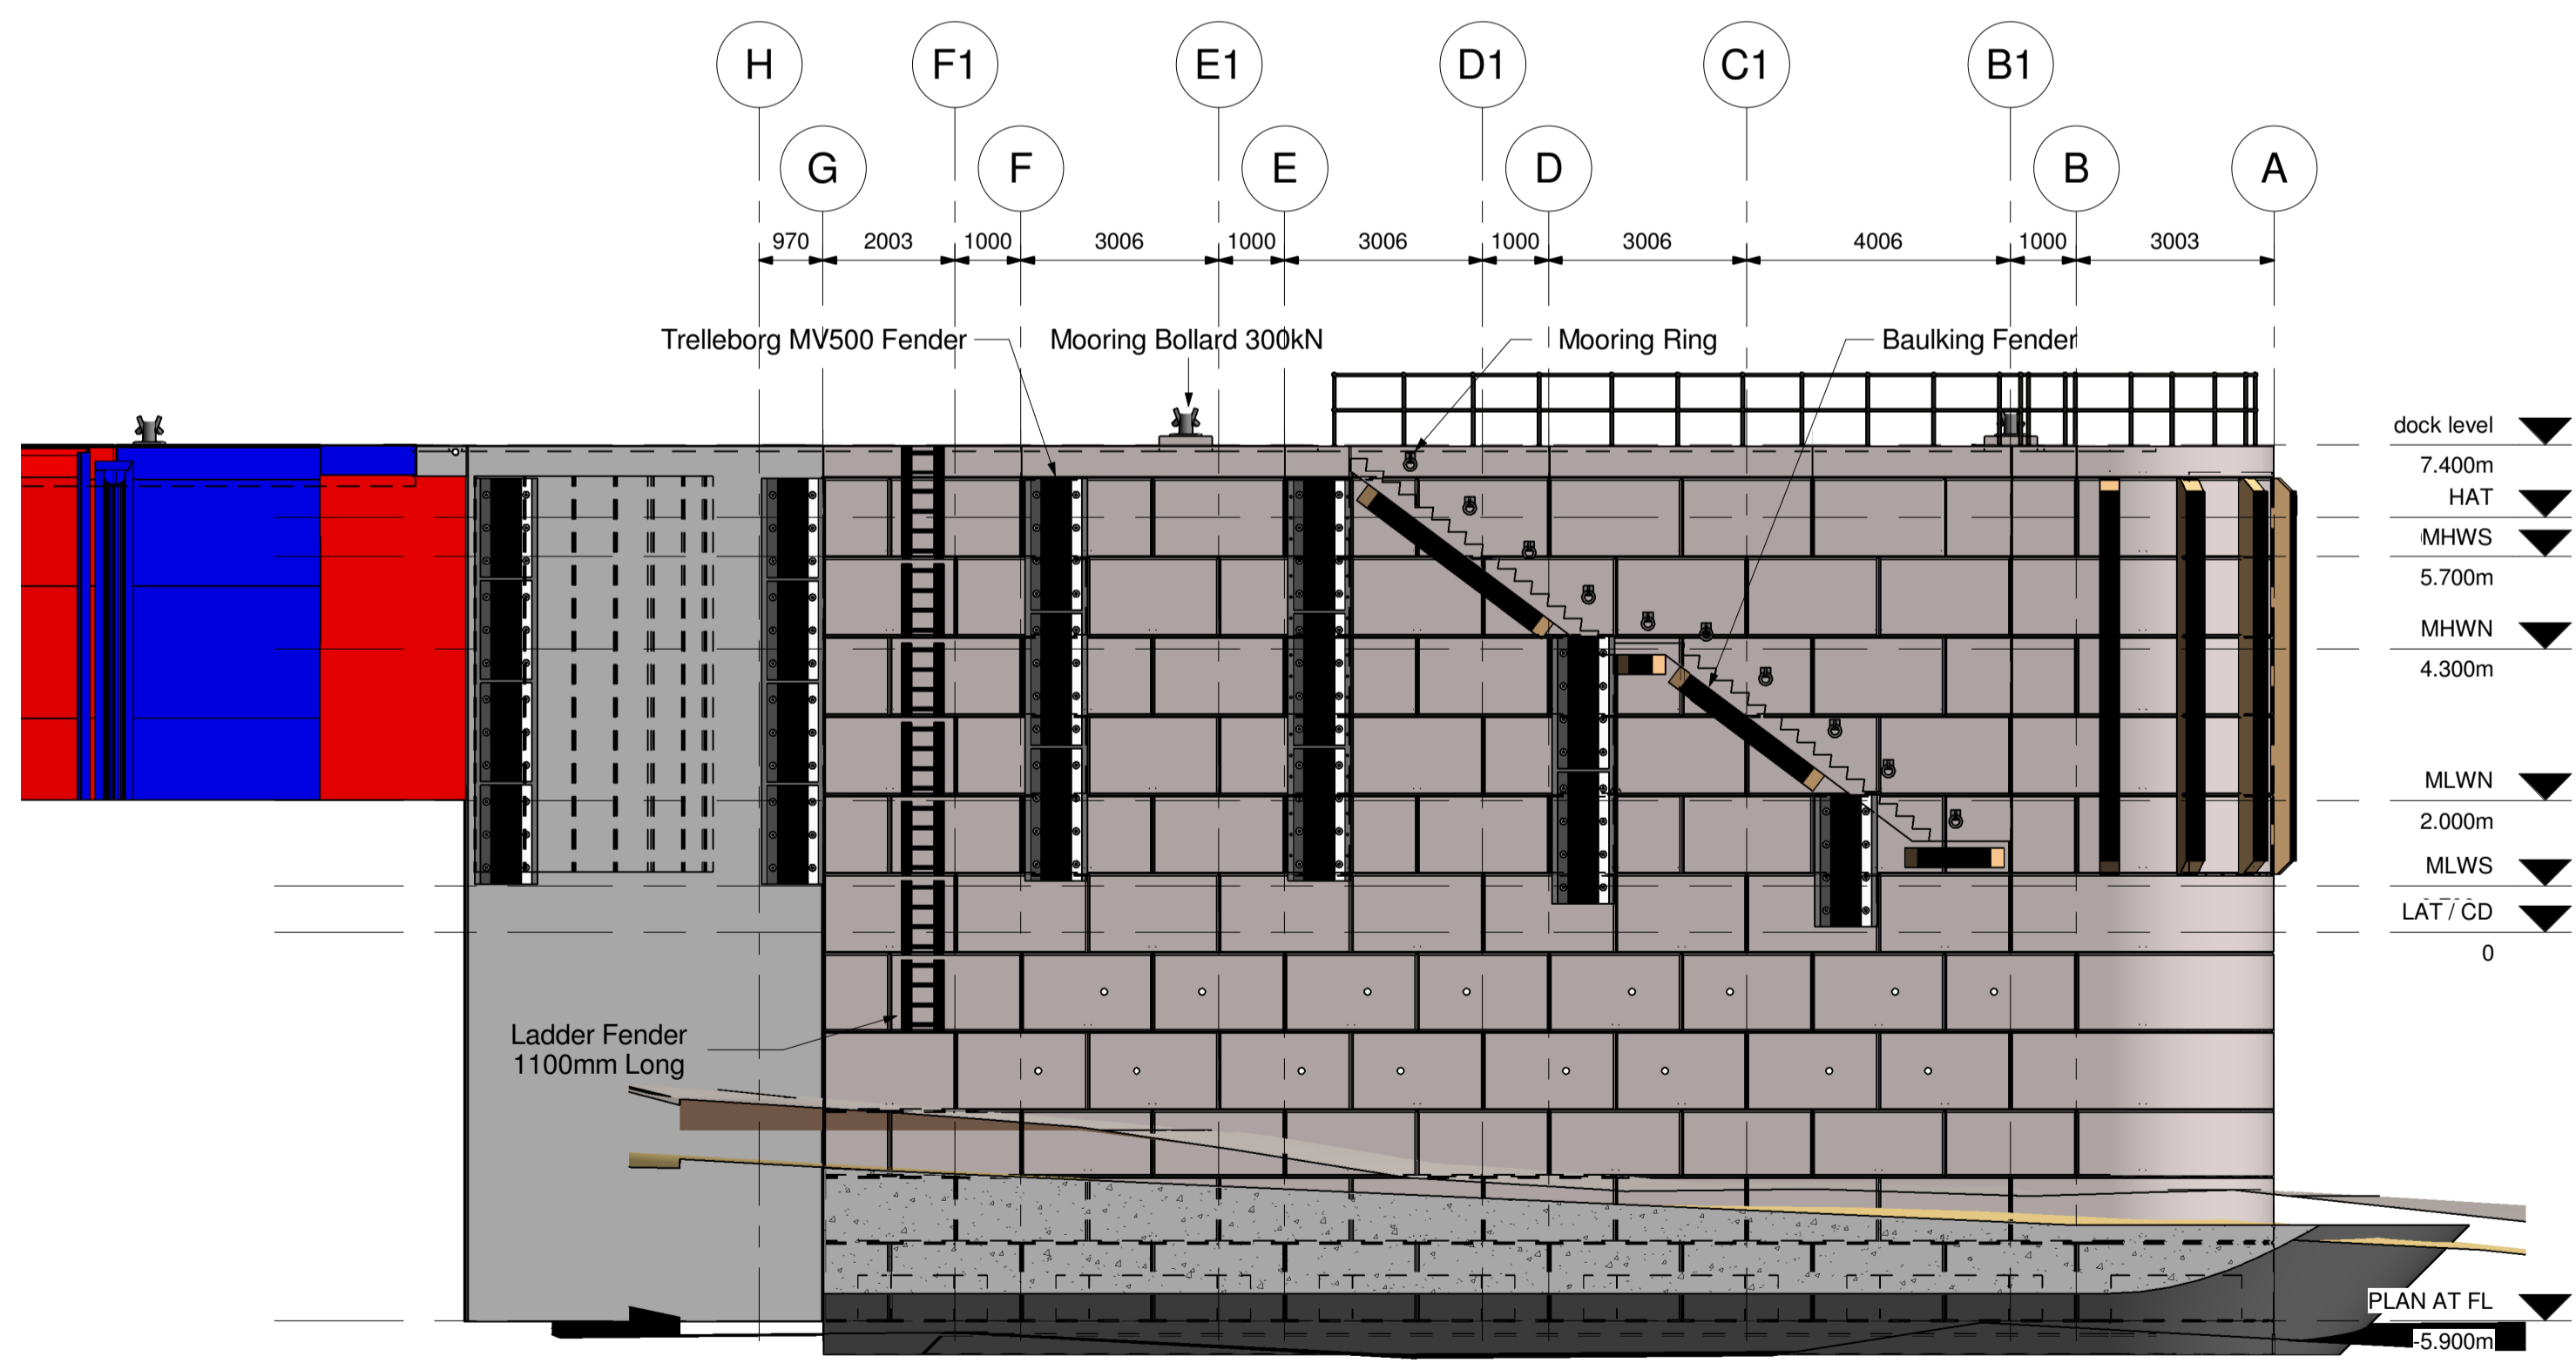 H F1 E1 D1 C1 B1
G F E D B A
970 2003 1000 3006 1000 3006 1000 3006 4006 1000 3003
Trelleborg MV500 Fender Mooring Bollard 300kN Mooring Ring Baulking Fender
dock level
7.400m
HAT
MHWS
5.700m
MHWN
4.300m
MLWN
2.000m
MLWS
LAT / CD
0
Ladder Fender
1100mm Long
PLAN AT FL
-5.900m